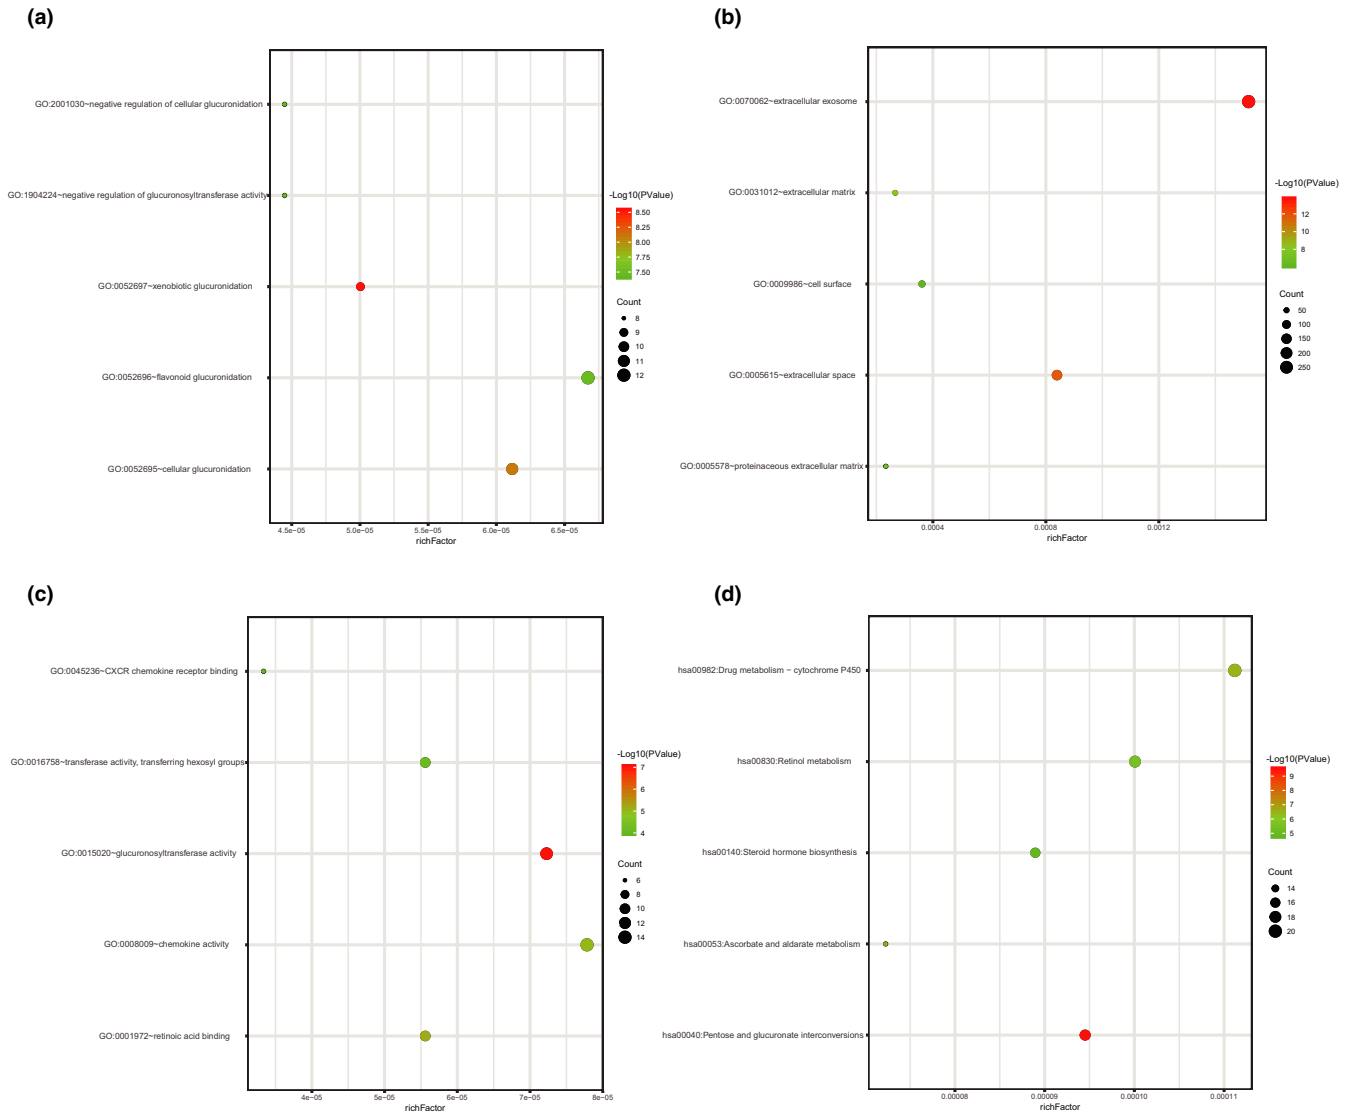 (a)
GO:2001030~negative regulation of cellular glucuronidation
GO:1904224~negative regulation of glucuronosyltransferase activity
GO:0052697~xenobiotic glucuronidation
GO:0052696~flavonoid glucuronidation
GO:0052695~cellular glucuronidation
4.5e−05 5.0e−05 5.5e−05 6.0e−05 6.5e−05
richFactor
-Log10(PValue)
8.50
8.25
8.00
7.75
7.50
Count
8
9
10
11
12
(b)
GO:0070062~extracellular exosome
GO:0031012~extracellular matrix
GO:0009986~cell surface
GO:0005615~extracellular space
GO:0005578~proteinaceous extracellular matrix
0.0004 0.0008 0.0012
richFactor
-Log10(PValue)
12
10
8
Count
50
100
150
200
250
(c)
GO:0045236~CXCR chemokine receptor binding
GO:0016758~transferase activity, transferring hexosyl groups
GO:0015020~glucuronosyltransferase activity
GO:0008009~chemokine activity
GO:0001972~retinoic acid binding
4e−05 5e−05 6e−05 7e−05 8e−05
richFactor
-Log10(PValue)
7
6
5
4
Count
6
8
10
12
14
(d)
hsa00982:Drug metabolism − cytochrome P450
hsa00830:Retinol metabolism
hsa00140:Steroid hormone biosynthesis
hsa00053:Ascorbate and aldarate metabolism
hsa00040:Pentose and glucuronate interconversions
0.00008 0.00009 0.00010 0.00011
richFactor
-Log10(PValue)
9
8
7
6
5
Count
14
16
18
20